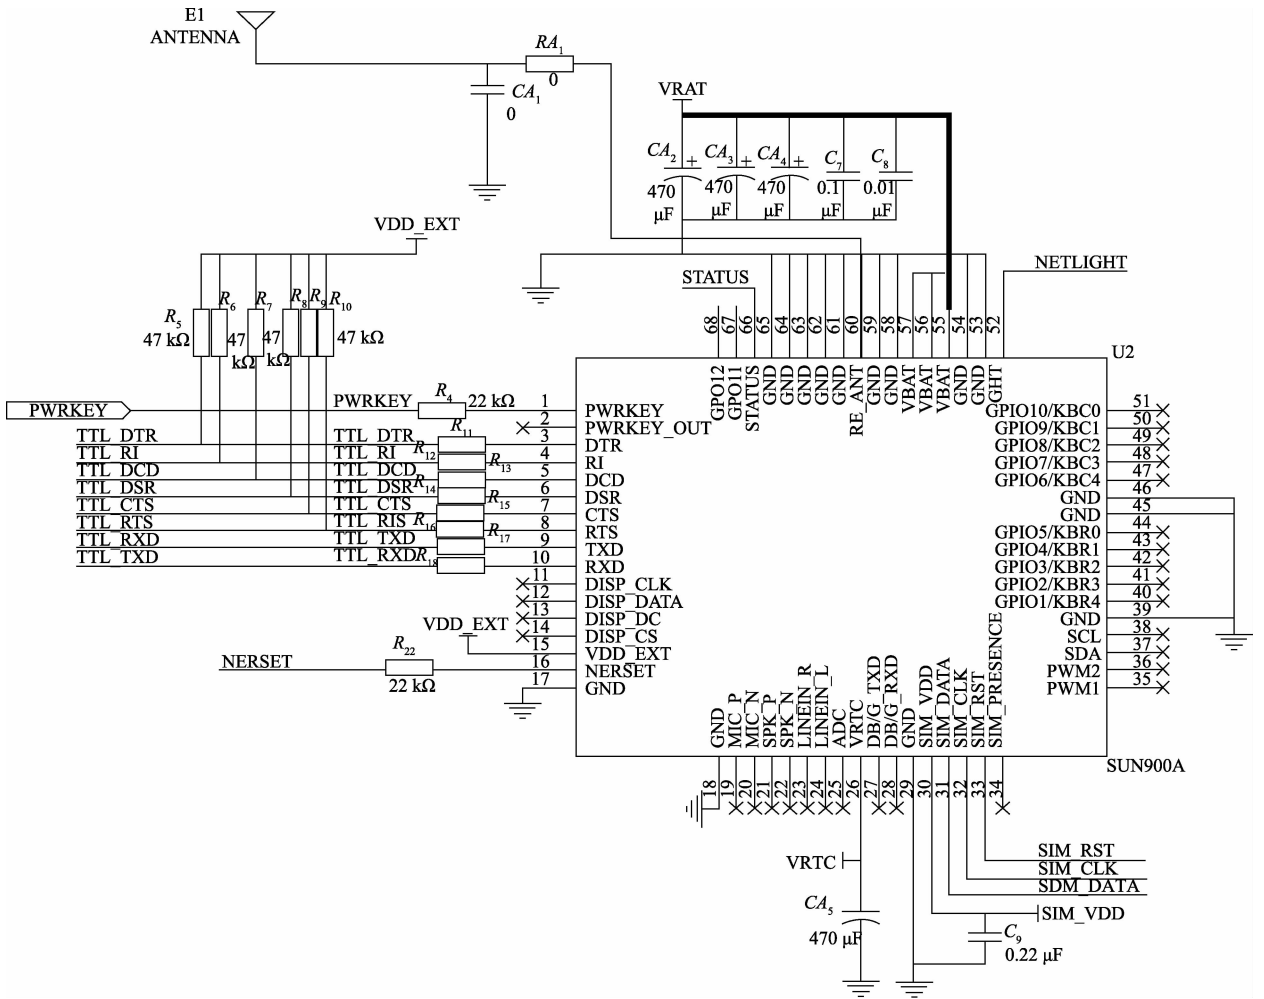 E1
ANTENNA
RA₁
0
CA₁
0
VRAT
CA₂ + CA₃ + CA₄ + C₇ C₈
470 470 470 0.1 0.01
μF μF μF μF μF
VDD_EXT
STATUS
NETLIGHT
R₅ R₆ R₇ R₈ R₉ R₁₀
47 kΩ 47 kΩ 47 kΩ 47 kΩ
68 67 66 65 64 63 62 61 60 59 58 57 56 55 54 53 52
GPO12 GPO11 STATUS GND GND GND GND GND RE_ANT GND GND VBAT VBAT VBAT GND GND GHT
U2
PWRKEY PWRKEY R₄ 22 kΩ 1 PWRKEY
2 PWRKEY_OUT
TTL_DTR TTL_DTR R₁₁ 3 DTR
TTL_RI TTL_RI R₁₂ 4 RI
TTL_DCD TTL_DCD R₁₃ 5 DCD
TTL_DSR TTL_DSR R₁₄ 6 DSR
TTL_CTS TTL_CTS R₁₅ 7 CTS
TTL_RTS TTL_RIS R₁₆ 8 RTS
TTL_RXD TTL_TXD R₁₇ 9 TXD
TTL_TXD TTL_RXD R₁₈ 10 RXD
11 DISP_CLK
12 DISP_DATA
13 DISP_DC
14 DISP_CS
VDD_EXT 15 VDD_EXT
NERSET R₂₂ 22 kΩ 16 NERSET
17 GND
GPIO10/KBC0 51
GPIO9/KBC1 50
GPIO8/KBC2 49
GPIO7/KBC3 48
GPIO6/KBC4 47
GND 46
GND 45
GPIO5/KBR0 44
GPIO4/KBR1 43
GPIO3/KBR2 42
GPIO2/KBR3 41
GPIO1/KBR4 40
GND 39
SCL 38
SDA 37
PWM2 36
PWM1 35
GND MIC_P MIC_N SPK_P SPK_N LINEIN_R LINEIN_L ADC VRTC DB/G_TXD DB/G_RXD GND SIM_VDD SIM_DATA SIM_CLK SIM_RST SIM_PRESENCE
SUN900A
18 19 20 21 22 23 24 25 26 27 28 29 30 31 32 33 34
SIM_RST
VRTC
SIM_CLK
SDM_DATA
CA₅
SIM_VDD
470 μF
C₉
0.22 μF